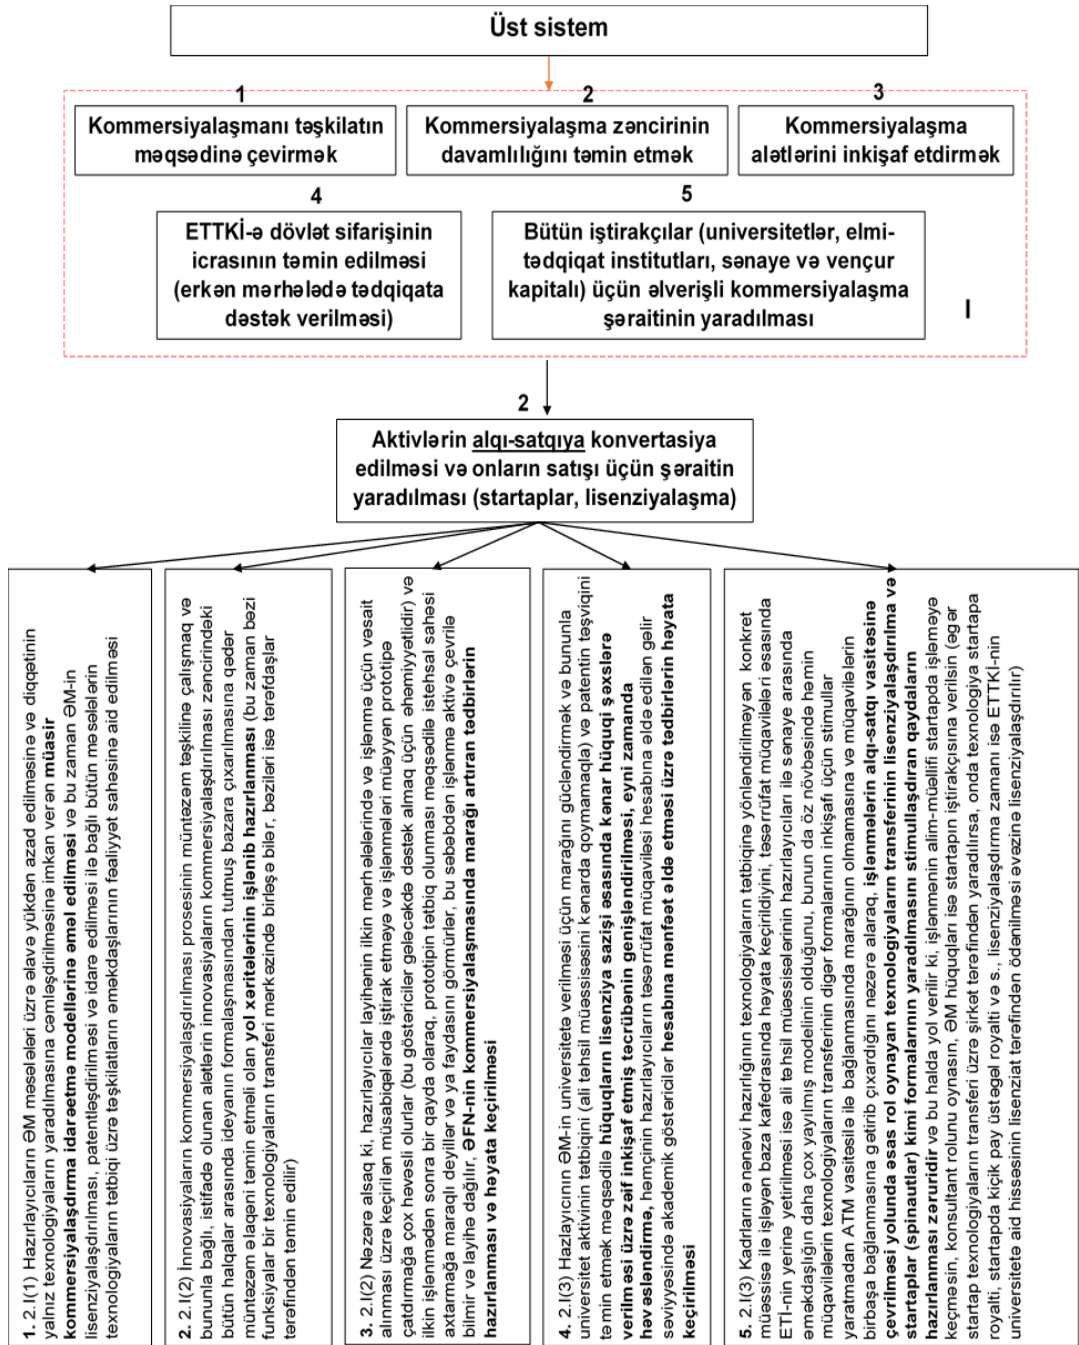 Üst sistem
1
Kommersiyalaşmanı təşkilatın
məqsədinə çevirmək
2
Kommersiyalaşma zəncirinin
davamlılığını təmin etmək
3
Kommersiyalaşma
alətlərini inkişaf etdirmək
4
ETTKİ-ə dövlət sifarişinin
icrasının təmin edilməsi
(erkən mərhələdə tədqiqata
dəstək verilməsi)
5
Bütün iştirakçılar (universitetlər, elmi-
tədqiqat institutları, sənaye və vençur
kapitalı) üçün əlverişli kommersiyalaşma
şəraitinin yaradılması
I
2
Aktivlərin alqı-satqıya konvertasiya
edilməsi və onların satışı üçün şəraitin
yaradılması (startaplar, lisenziyalaşma)
1. 2.I(1) Hazırlayıcıların ƏM məsələləri üzrə əlavə yükdən azad edilməsinə və diqqətinin
yalnız texnologiyaların yaradılmasına cəmləşdirilməsinə imkan verən müasir
kommersiyalaşdırma idarəetmə modellərinə əməl edilməsi və bu zaman ƏM-in
lisenziyalaşdırılması, patentləşdirilməsi və idarə edilməsi ilə bağlı bütün məsələlərin
texnologiyaların tətbiqi üzrə təşkilatların əməkdaşlarının fəaliyyət sahəsinə aid edilməsi
2. 2.I(2) İnnovasiyaların kommersiyalaşdırılması prosesinin müntəzəm təşkilinə çalışmaq və
bununla bağlı, istifadə olunan alətlərin innovasiyaların kommersiyalaşdırılması zəncirindəki
bütün halqalar arasında ideyanın formalaşmasından tutmuş bazara çıxarılmasına qədər
müntəzəm əlaqəni təmin etməli olan yol xəritələrinin işlənib hazırlanması (bu zaman bəzi
funksiyalar bir texnologiyaların transferi mərkəzində birləşə bilər, bəziləri isə tərəfdaşlar
tərəfindən təmin edilir)
3. 2.I(2) Nəzərə alsaq ki, hazırlayıcılar layihənin ilkin mərhələlərində və işlənmə üçün vəsait
alınması üzrə keçirilən müsabiqələrdə iştirak etməyə və işlənmələri müəyyən prototipə
çatdırmağa çox həvəsli olurlar (bu göstəricilər gələcəkdə dəstək almaq üçün əhəmiyyətlidir) və
ilkin işlənmədən sonra bir qayda olaraq, prototipin tətbiq olunması məqsədilə istehsal sahəsi
axtarmağa maraqlı deyillər və ya faydasını görmürlər, bu səbəbdən işlənmə aktivə çevrilə
bilmir və layihə dağılır, ƏFN-nin kommersiyalaşmasında marağı artıran tədbirlərin
hazırlanması və həyata keçirilməsi
4. 2.I(3) Hazlayıcının ƏM-in universitetə verilməsi üçün marağını gücləndirmək və bununla
universitet aktivinin tətbiqini (ali təhsil müəssisəsini kənarda qoymamaqla) və patentin təşviqini
təmin etmək məqsədilə hüquqların lisenziya sazişi əsasında kənar hüquqi şəxslərə
verilməsi üzrə zəif inkişaf etmiş təcrübənin genişləndirilməsi, eyni zamanda
həvəsləndirmə, həmçinin hazırlayıcıların təsərrüfat müqaviləsi hesabına əldə edilən gəlir
səviyyəsində akademik göstəricilər hesabına mənfəət əldə etməsi üzrə tədbirlərin həyata
keçirilməsi
5. 2.I(3) Kadrların ənənəvi hazırlığının texnologiyaların tətbiqinə yönləndirilməyən konkret
müəssisə ilə işləyən baza kafedrasında həyata keçirildiyini, təsərrüfat müqavilələri əsasında
ETİ-nin yerinə yetirilməsi isə ali təhsil müəssisələrinin hazırlayıcıları ilə sənaye arasında
əməkdaşlığın daha çox yayılmış modelinin olduğunu, bunun da öz növbəsində həmin
müqavilələrin texnologiyaların transferinin digər formalarının inkişafı üçün stimullar
yaratmadan ATM vasitəsilə ilə bağlanmasında marağının olmamasına və müqavilələrin
birbaşa bağlanmasına gətirib çıxardığını nəzərə alaraq, işlənmələrin alqı-satqı vasitəsinə
çevrilməsi yolunda əsas rol oynayan texnologiyaların transferinin lisenziyalaşdırılma və
startaplar (spinautlar) kimi formalarının yaradılmasını stimullaşdıran qaydaların
hazırlanması zəruridir və bu halda yol verilir ki, işlənmənin alim-müəllifi startapda işləməyə
keçməsin, konsultant rolunu oynasın, ƏM hüquqları isə startapın iştirakçısına verilsin (əgər
startap texnologiyaların transferi üzrə şirkət tərəfindən yaradılırsa, onda texnologiya startapa
royalti, startapda kiçik pay üstəgəl royalti və s., lisenziyalaşdırma zamanı isə ETTKİ-nin
universitetə aid hissəsinin lisenziat tərəfindən ödənilməsi əvəzinə lisenziyalaşdırılır)